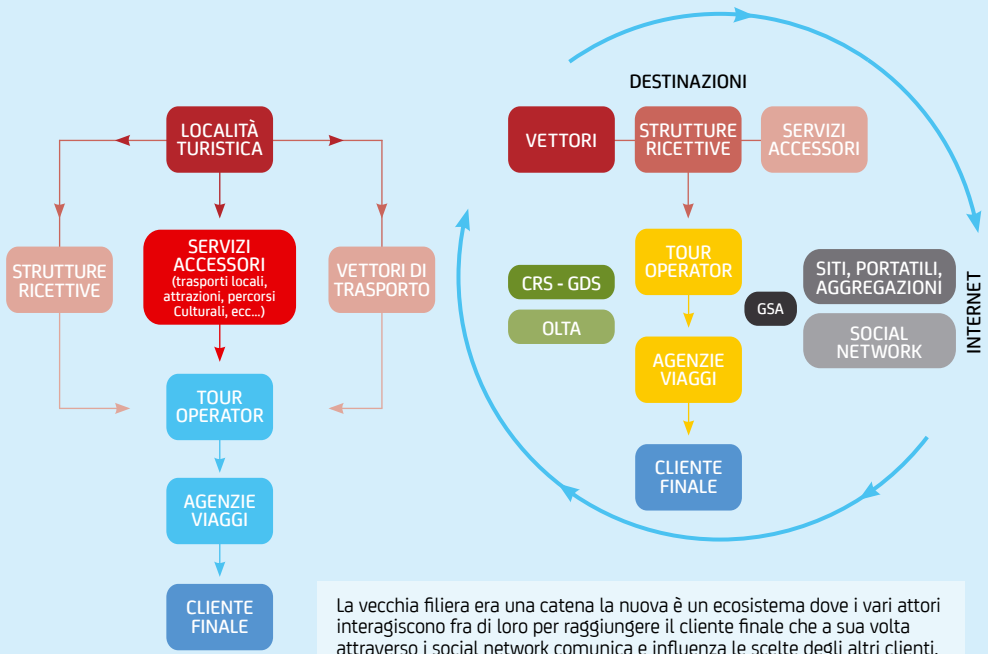 LOCALITÀ
TURISTICA
STRUTTURE
RICETTIVE
SERVIZI
ACCESSORI
(trasporti locali,
attrazioni, percorsi
Culturali, ecc...)
VETTORI DI
TRASPORTO
TOUR
OPERATOR
AGENZIE
VIAGGI
CLIENTE
FINALE
DESTINAZIONI
VETTORI
STRUTTURE
RICETTIVE
SERVIZI
ACCESSORI
TOUR
OPERATOR
CRS - GDS
OLTA
GSA
SITI, PORTATILI,
AGGREGAZIONI
SOCIAL
NETWORK
INTERNET
AGENZIE
VIAGGI
CLIENTE
FINALE
La vecchia filiera era una catena la nuova è un ecosistema dove i vari attori
interagiscono fra di loro per raggiungere il cliente finale che a sua volta
attraverso i social network comunica e influenza le scelte degli altri clienti.